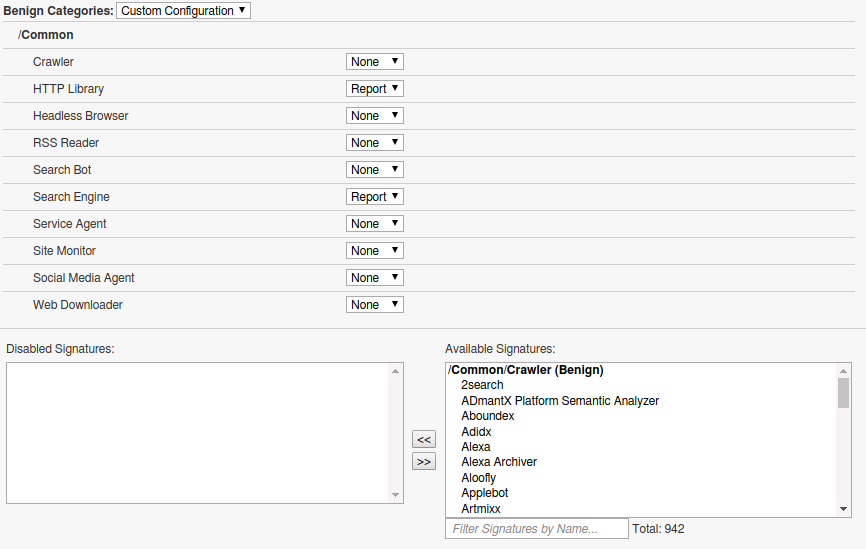 Benign Categories: Custom Configuration
/Common
Crawler None
HTTP Library Report
Headless Browser None
RSS Reader None
Search Bot None
Search Engine Report
Service Agent None
Site Monitor None
Social Media Agent None
Web Downloader None
Disabled Signatures:
Available Signatures:
/Common/Crawler (Benign)
2search
ADmantX Platform Semantic Analyzer
Aboundex
Adidx
Alexa
Alexa Archiver
Aloofly
Applebot
Artmixx
<<
>>
Filter Signatures by Name... Total: 942